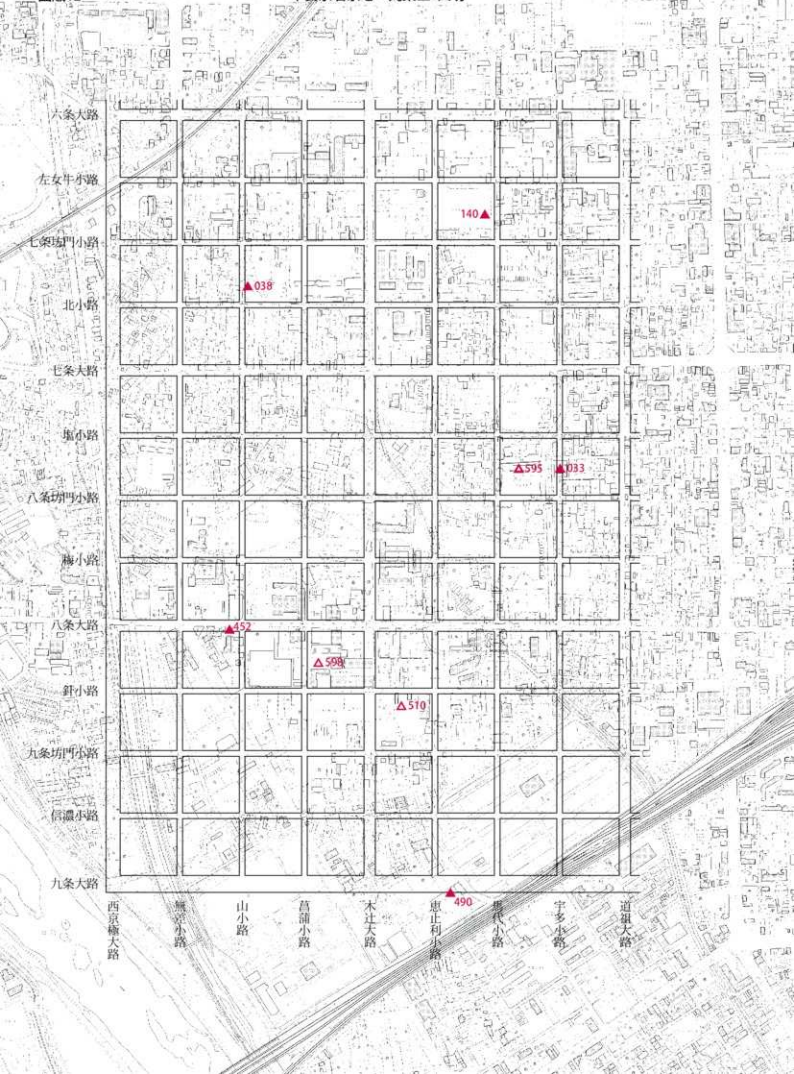 六条大路
左女牛小路
140
七条坊門小路
038
北小路
七条大路
塩小路
595
033
八条坊門小路
梅小路
八条大路
452
598
針小路
510
九条坊門小路
信濃小路
九条大路
490
西京極大路
無差小路
山小路
菖蒲小路
木辻大路
恵止利小路
馬代小路
宇多小路
道祖大路